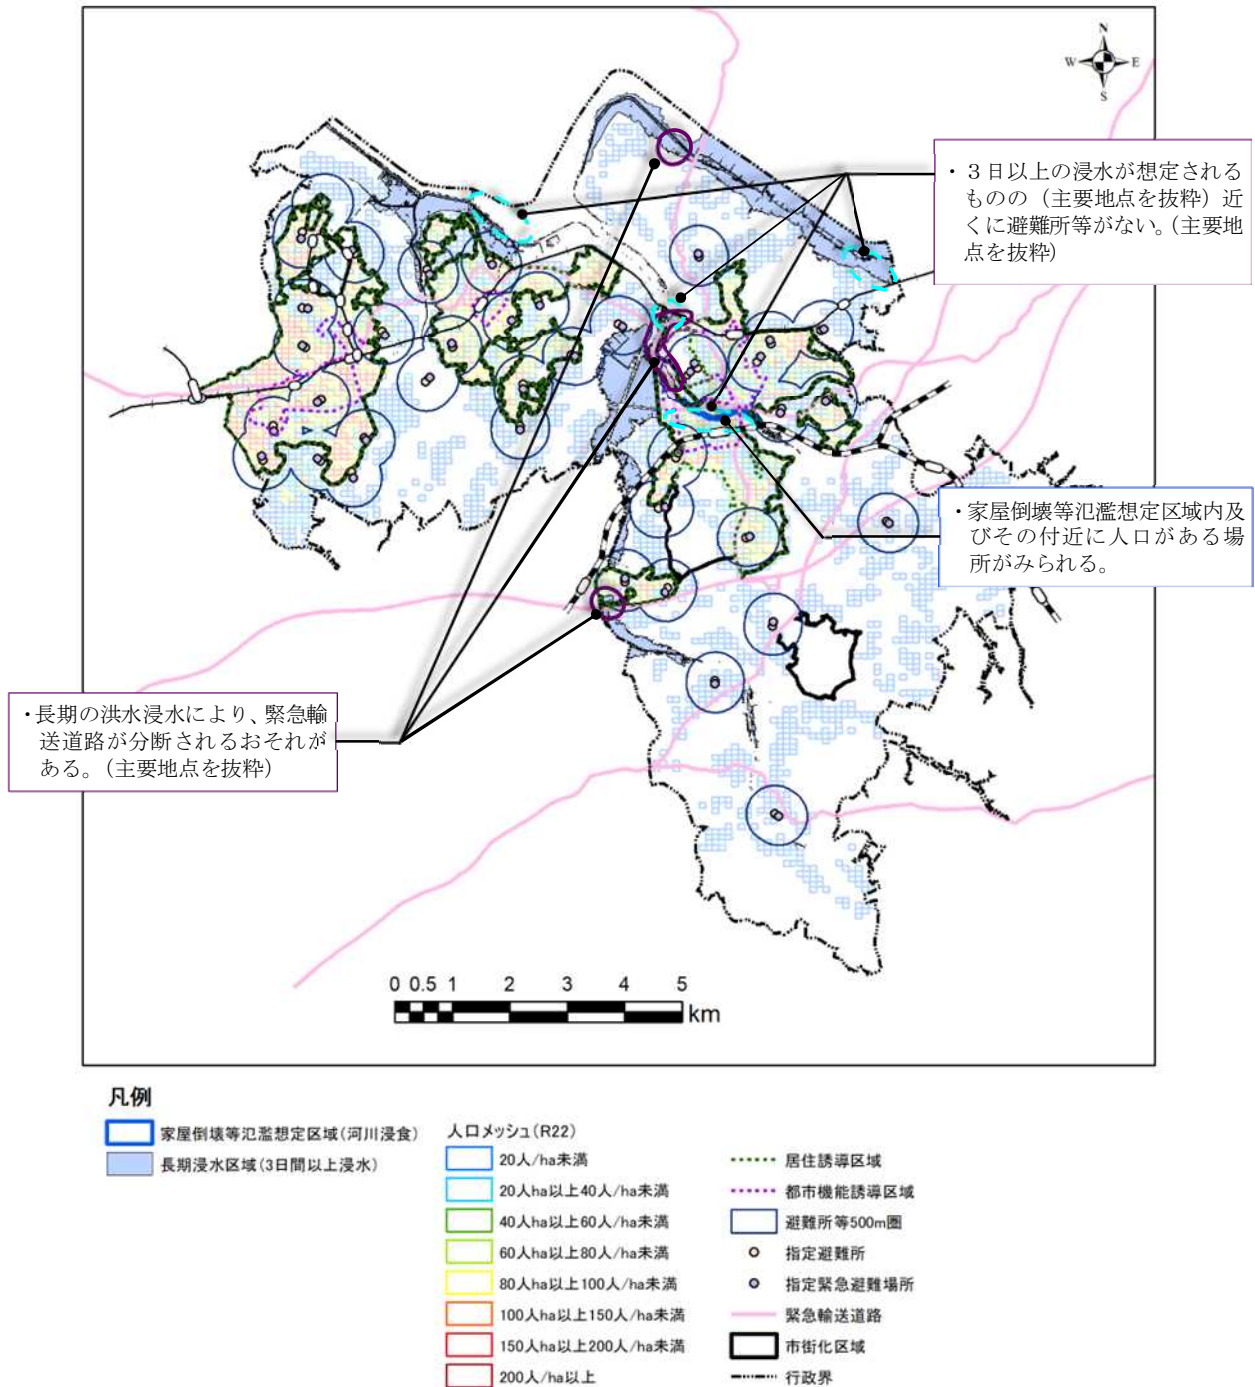 N
W E
S
・３日以上の浸水が想定される
ものの（主要地点を抜粋）近
くに避難所等がない。（主要地
点を抜粋）
・家屋倒壊等氾濫想定区域内及
びその付近に人口がある場
所がみられる。
・長期の洪水浸水により、緊急輸
送道路が分断されるおそれが
ある。（主要地点を抜粋）
0 0.5 1 2 3 4 5
km
凡例
家屋倒壊等氾濫想定区域(河川浸食)
長期浸水区域(3日間以上浸水)
人口メッシュ(R22)
20人/ha未満
20人ha以上40人/ha未満
40人ha以上60人/ha未満
60人ha以上80人/ha未満
80人ha以上100人/ha未満
100人ha以上150人/ha未満
150人ha以上200人/ha未満
200人/ha以上
居住誘導区域
都市機能誘導区域
避難所等500m圏
指定避難所
指定緊急避難場所
緊急輸送道路
市街化区域
行政界